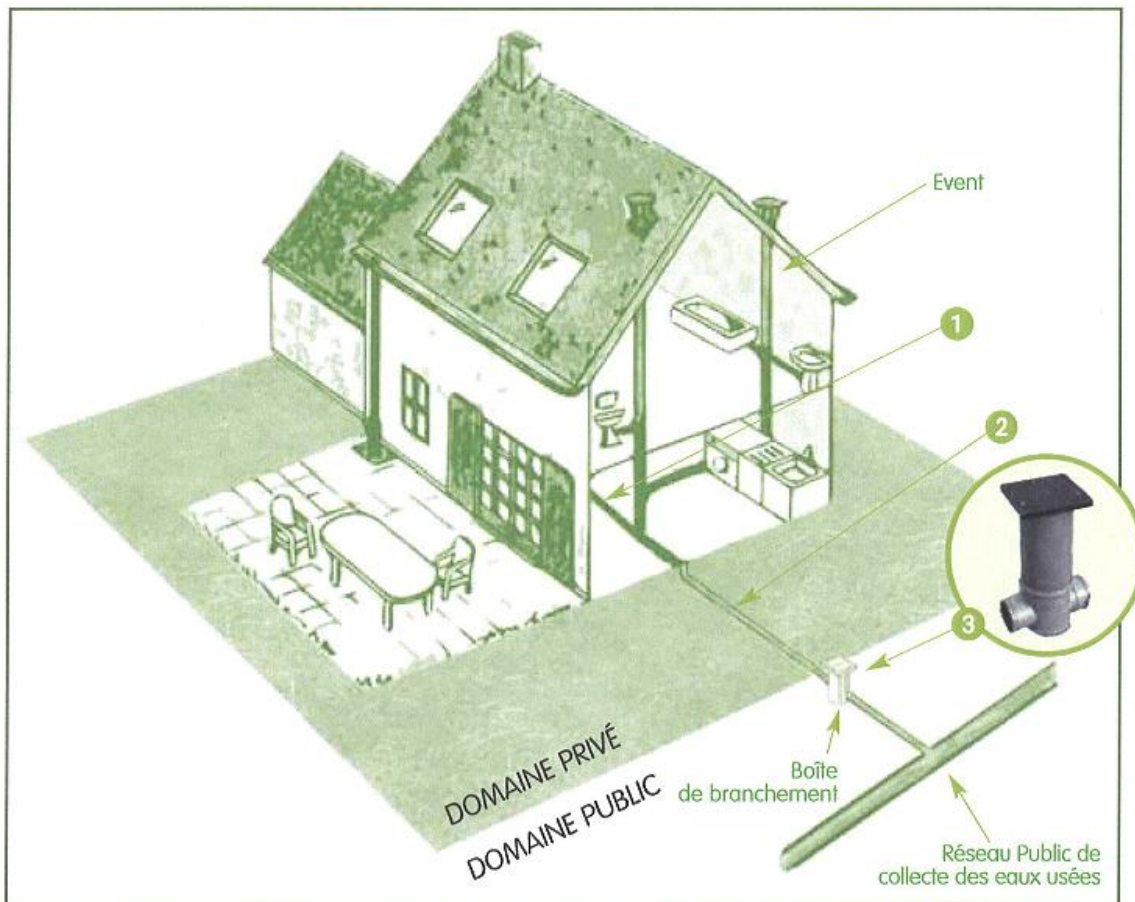 Event
1
2
3
DOMAINE PRIVÉ
DOMAINE PUBLIC
Boîte
de branchement
Réseau Public de
collecte des eaux usées